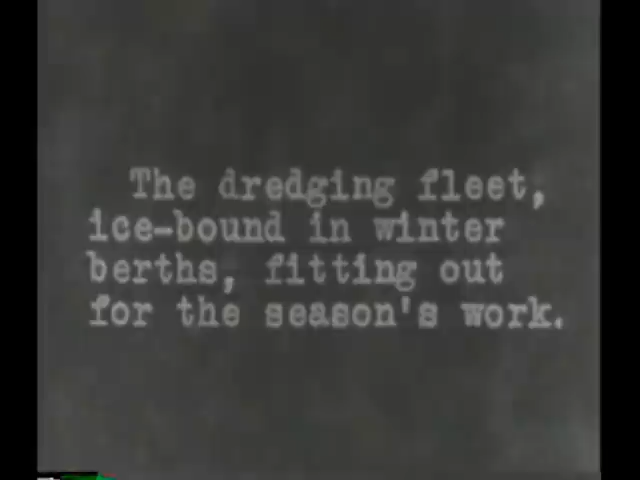 The dredging fleet,
ice-bound in winter
berths, fitting out
for the season's work.